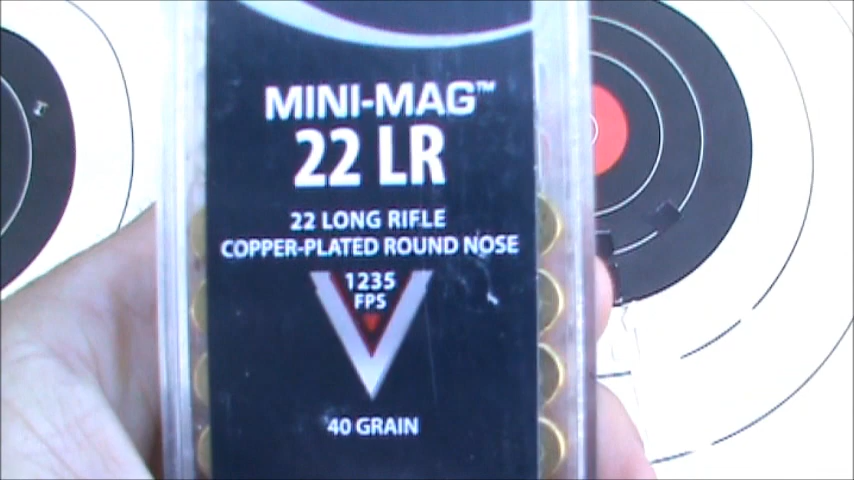 MINI-MAG™
22 LR
22 LONG RIFLE
COPPER-PLATED ROUND NOSE
1235
FPS
40 GRAIN